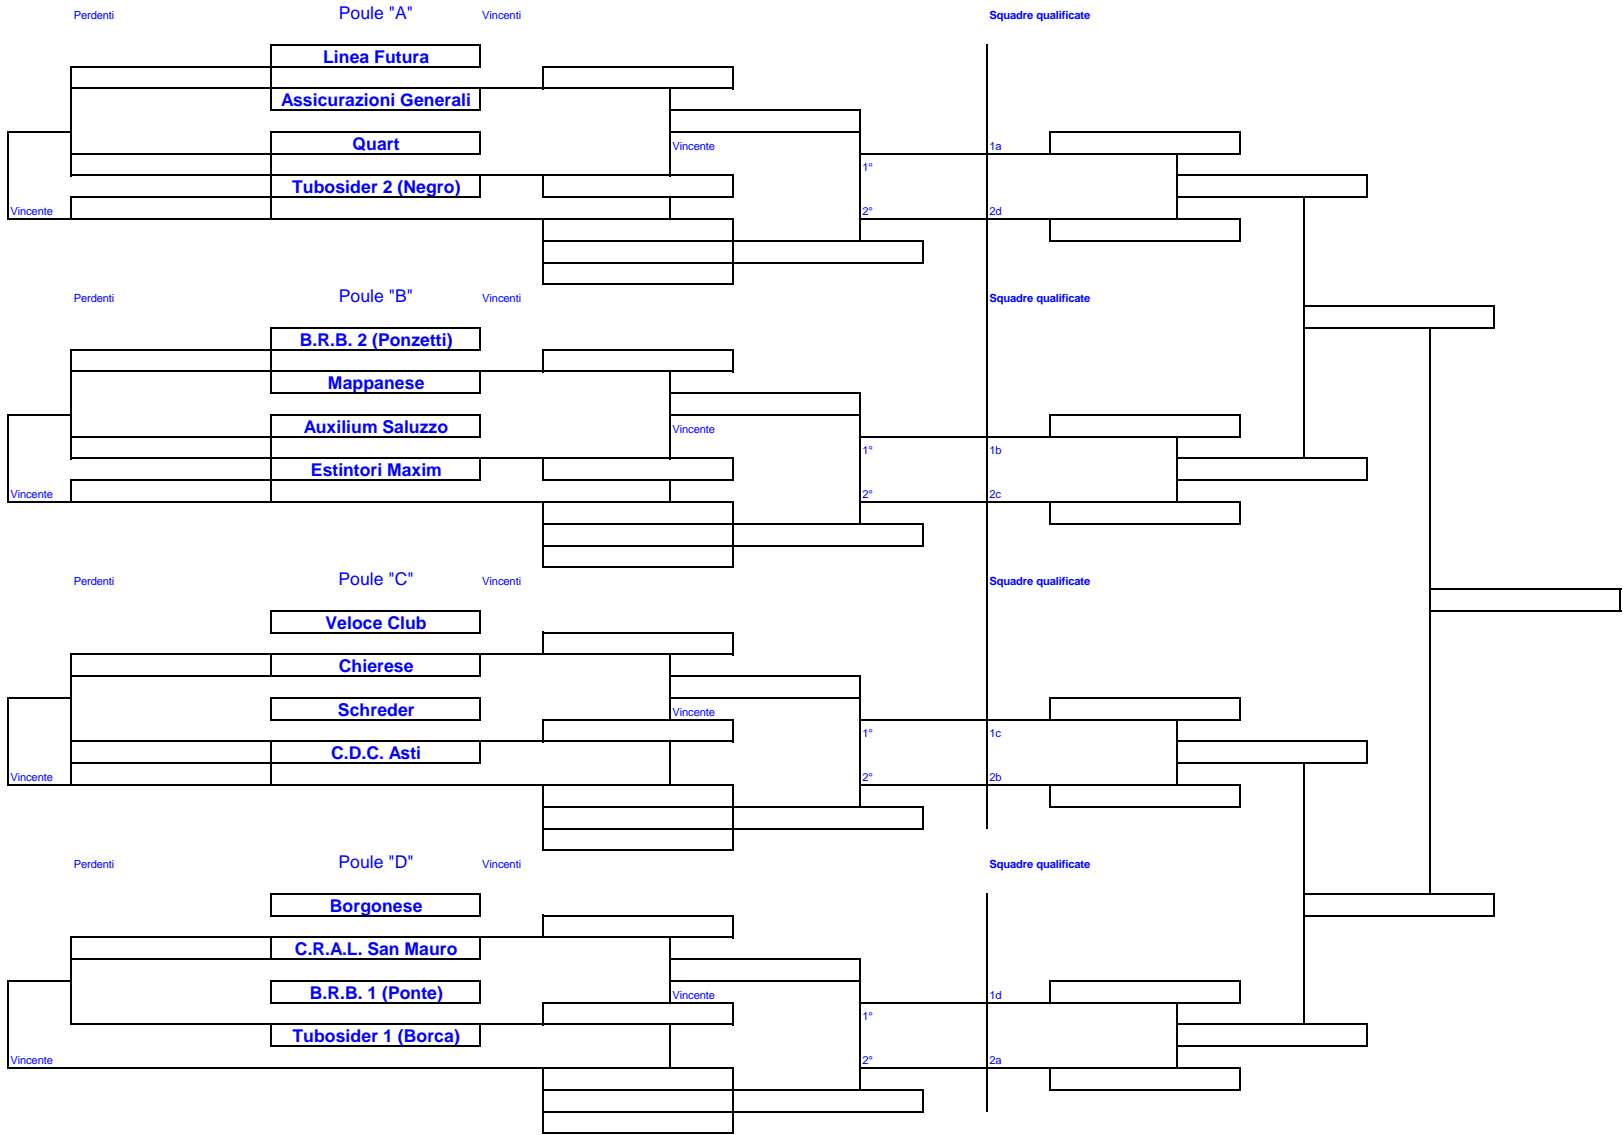 Perdenti Poule "A" Vincenti Squadre qualificate
Linea Futura
Assicurazioni Generali
Quart Vincente 1a
1°
Tubosider 2 (Negro)
Vincente 2° 2d
Perdenti Poule "B" Vincenti Squadre qualificate
B.R.B. 2 (Ponzetti)
Mappanese
Auxilium Saluzzo Vincente
1° 1b
Estintori Maxim
Vincente 2° 2c
Perdenti Poule "C" Vincenti Squadre qualificate
Veloce Club
Chierese
Schreder Vincente
1° 1c
C.D.C. Asti
Vincente 2° 2b
Perdenti Poule "D" Vincenti Squadre qualificate
Borgonese
C.R.A.L. San Mauro
B.R.B. 1 (Ponte) Vincente 1d
1°
Tubosider 1 (Borca)
Vincente 2° 2a